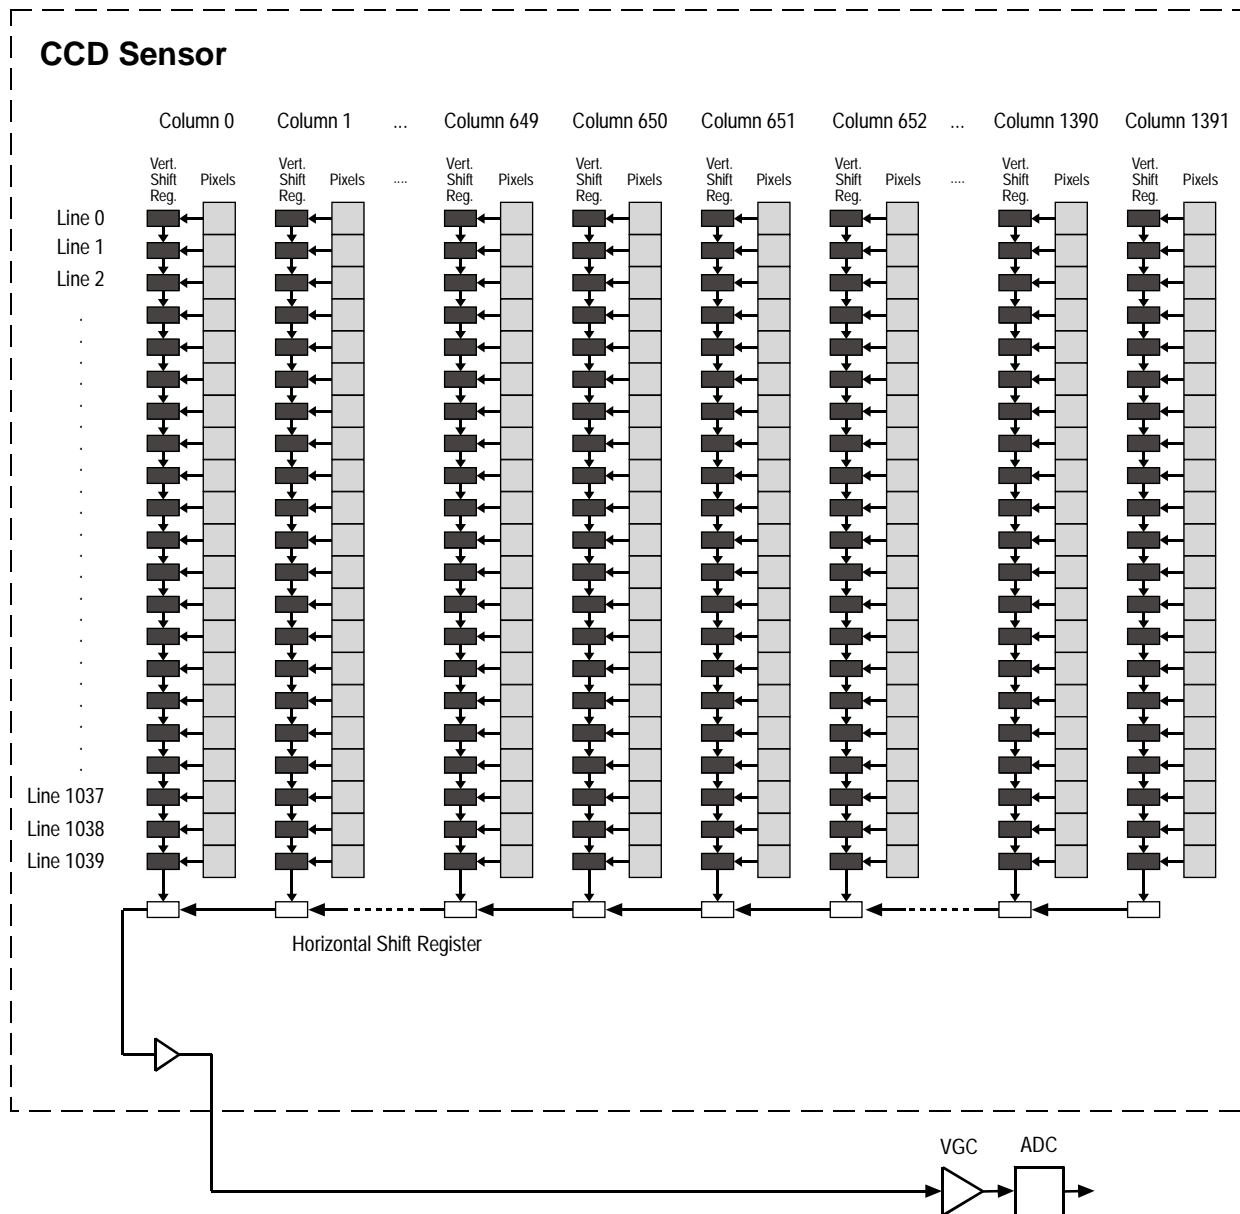 CCD Sensor
Column 0 Column 1 ... Column 649 Column 650 Column 651 Column 652 ... Column 1390 Column 1391
Vert. Vert. Vert. Vert. Vert. Vert. Vert. Vert.
Shift Pixels Shift Pixels .... Shift Pixels Shift Pixels Shift Pixels Shift Pixels .... Shift Pixels Shift Pixels
Reg. Reg. Reg. Reg. Reg. Reg. Reg. Reg.
Line 0
Line 1
Line 2
Line 1037
Line 1038
Line 1039
Horizontal Shift Register
VGC ADC